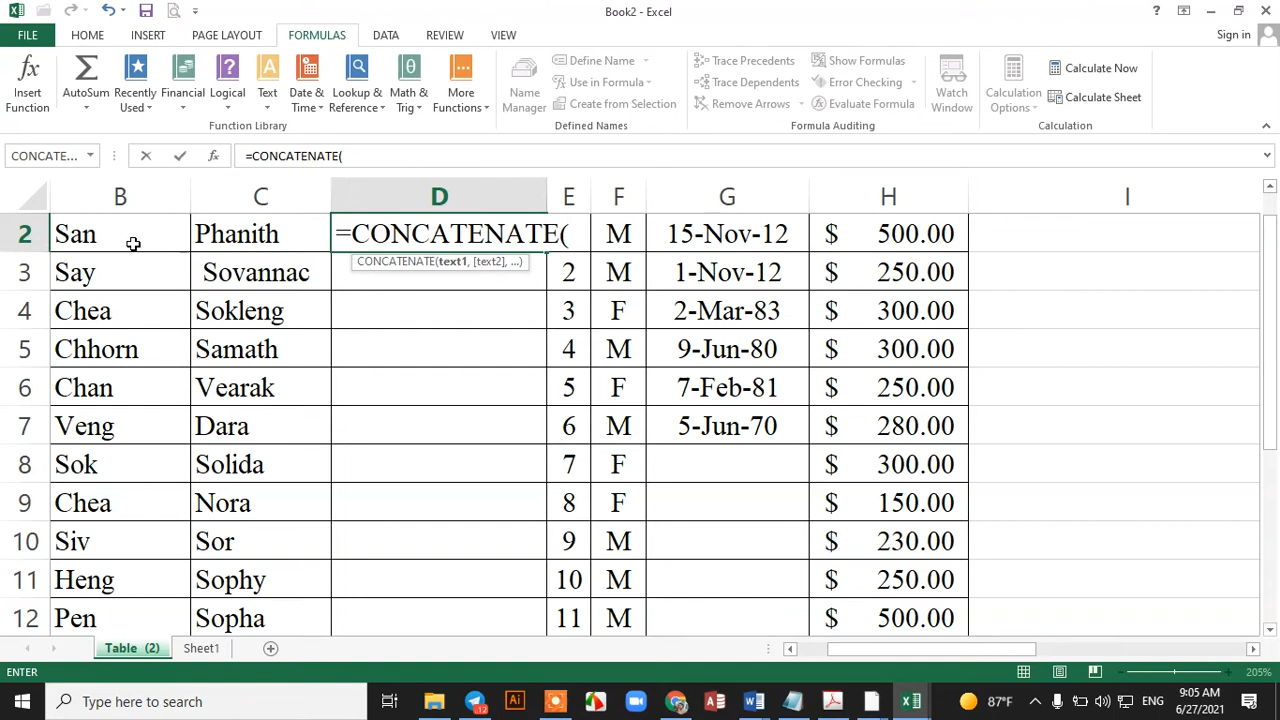 Book2 - Excel
?
FILE HOME INSERT PAGE LAYOUT FORMULAS DATA REVIEW VIEW Sign in
fx Σ ? A θ
Insert Function
AutoSum
Recently Used
Financial
Logical
Text
Date & Time
Lookup & Reference
Math & Trig
More Functions
Function Library
Name Manager
Define Name
Use in Formula
Create from Selection
Defined Names
Trace Precedents
Trace Dependents
Remove Arrows
Show Formulas
Error Checking
Evaluate Formula
Formula Auditing
Watch Window
Calculation Options
Calculate Now
Calculate Sheet
Calculation
CONCATE... fx =CONCATENATE(
B C D E F G H I
2 San Phanith =CONCATENATE( M 15-Nov-12 $ 500.00
CONCATENATE(text1, [text2], ...)
3 Say Sovannac 2 M 1-Nov-12 $ 250.00
4 Chea Sokleng 3 F 2-Mar-83 $ 300.00
5 Chhorn Samath 4 M 9-Jun-80 $ 300.00
6 Chan Vearak 5 F 7-Feb-81 $ 250.00
7 Veng Dara 6 M 5-Jun-70 $ 280.00
8 Sok Solida 7 F $ 300.00
9 Chea Nora 8 F $ 150.00
10 Siv Sor 9 M $ 230.00
11 Heng Sophy 10 M $ 250.00
12 Pen Sopha 11 M $ 500.00
Table (2) Sheet1
ENTER 205%
Type here to search
Ai
12
87°F ENG 9:05 AM
6/27/2021